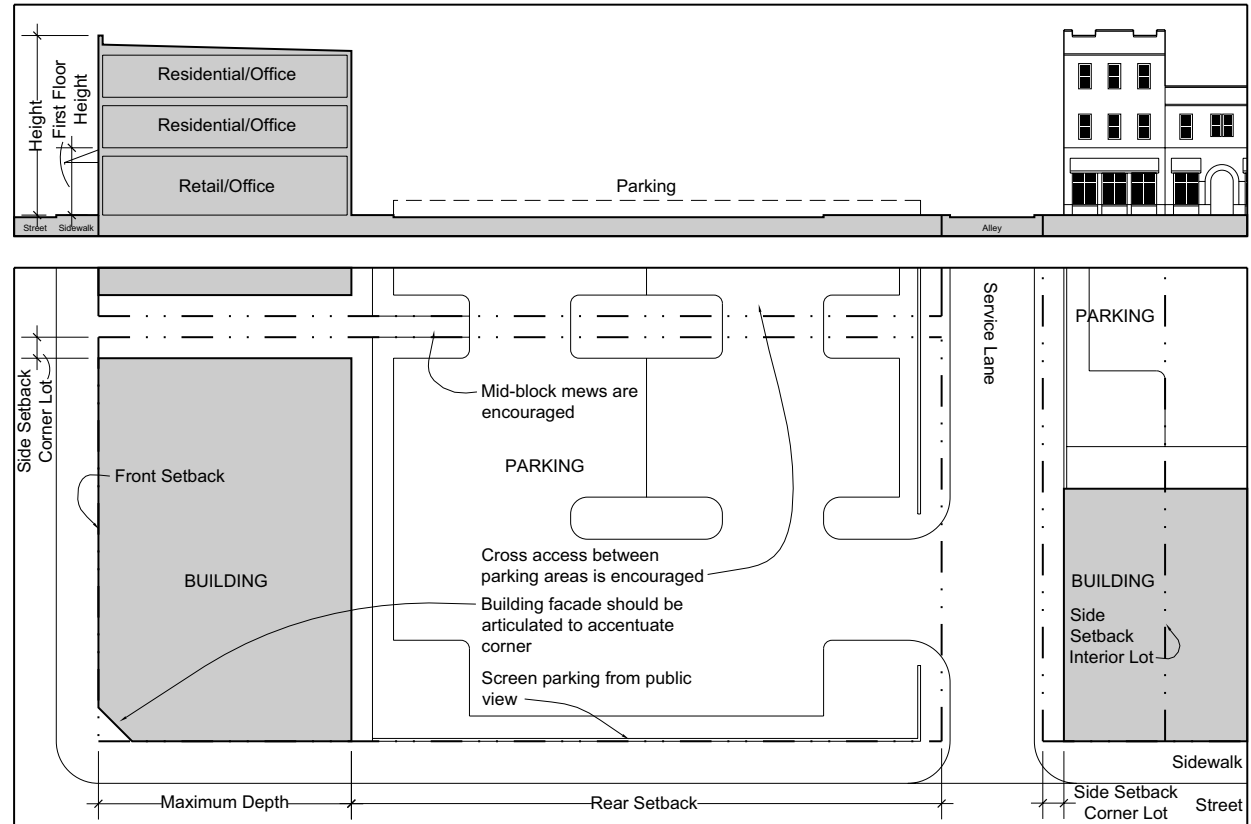 Residential/Office
Residential/Office
Retail/Office
Height
First Floor
Height
Parking
Street
Sidewalk
Alley
Service Lane
PARKING
Side Setback
Corner Lot
Mid-block mews are
encouraged
Front Setback
PARKING
Cross access between
parking areas is encouraged
BUILDING
BUILDING
Building facade should be
articulated to accentuate
corner
Side
Setback
Interior Lot
Screen parking from public
view
Sidewalk
Maximum Depth
Rear Setback
Side Setback
Corner Lot
Street